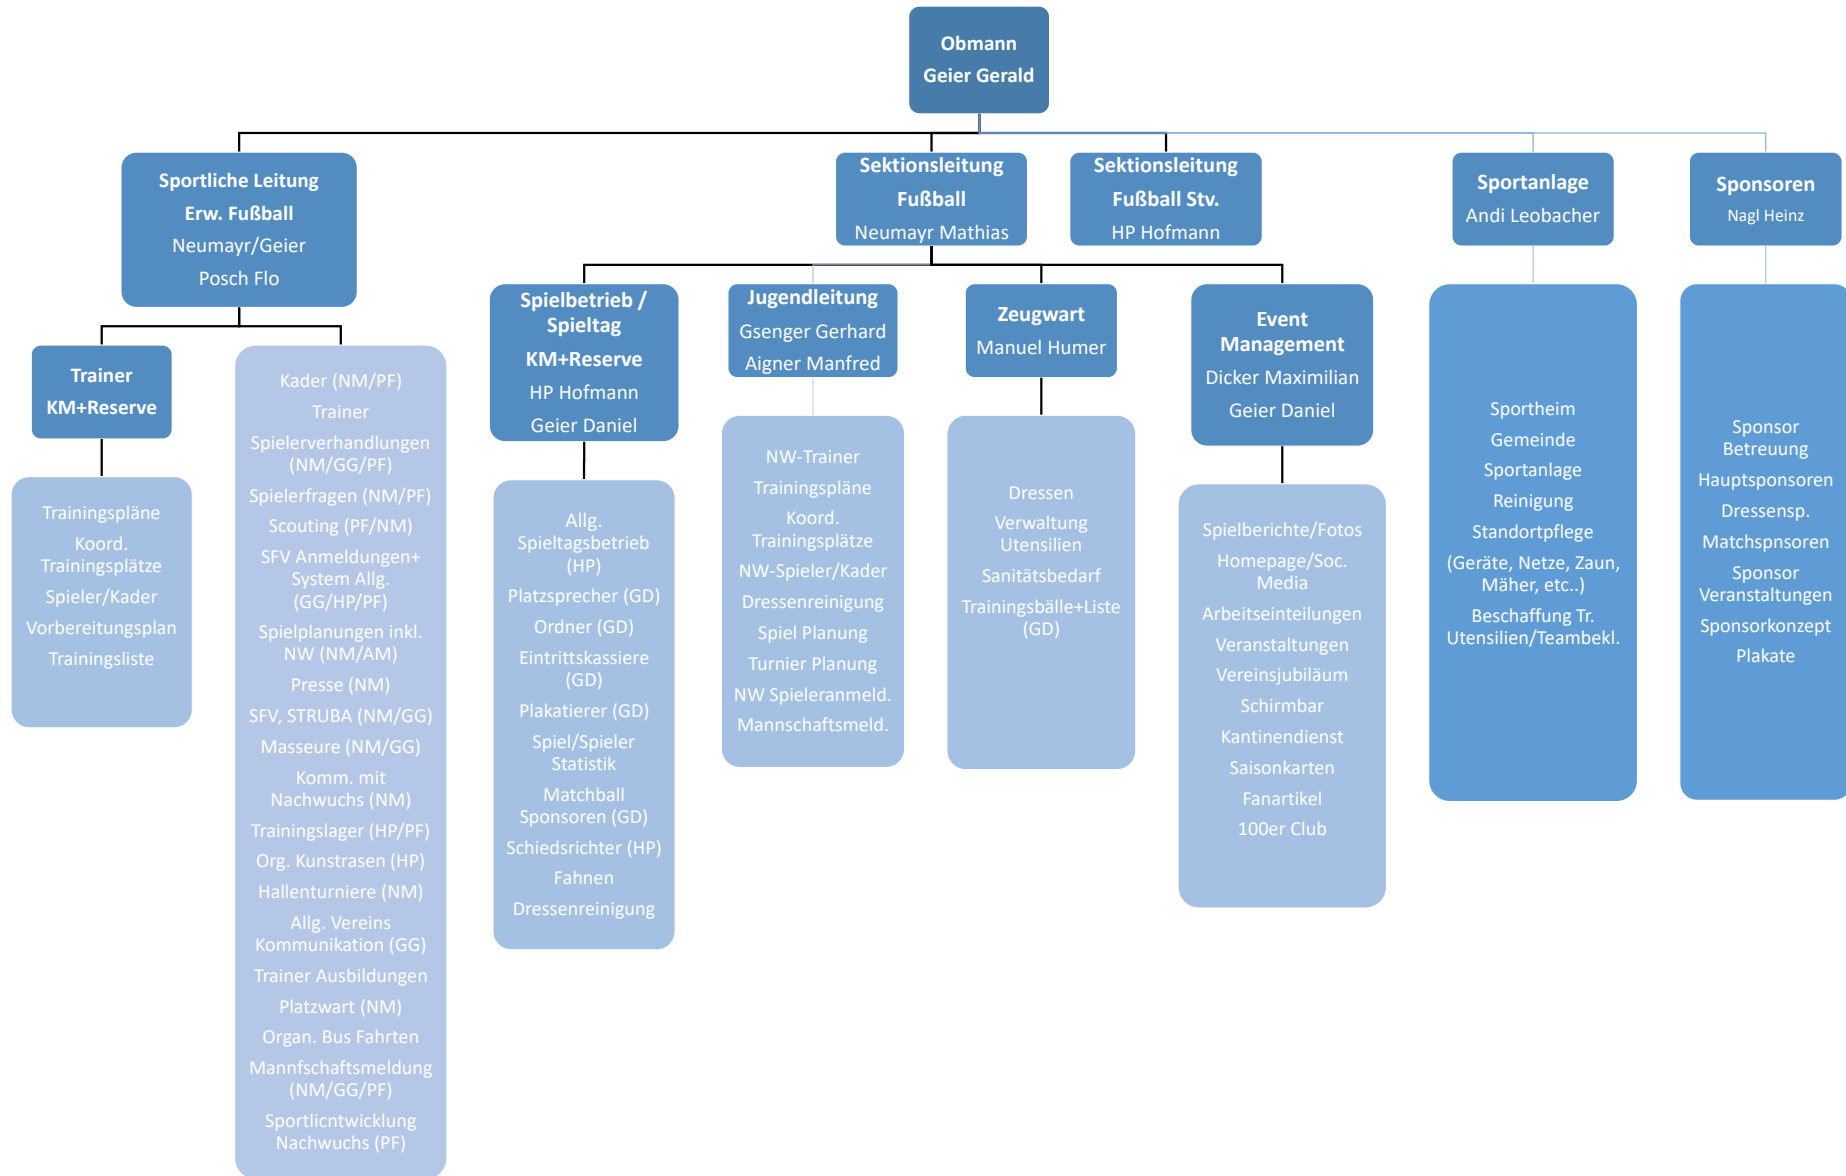 Obmann
Geier Gerald
Sportliche Leitung
Erw. Fußball
Neumayr/Geier
Posch Flo
Sektionsleitung
Fußball
Neumayr Mathias
Sektionsleitung
Fußball Stv.
HP Hofmann
Sportanlage
Andi Leobacher
Sponsoren
Nagl Heinz
Trainer
KM+Reserve
Trainingspläne
Koord.
Trainingsplätze
Spieler/Kader
Vorbereitungsplan
Trainingsliste
Kader (NM/PF)
Trainer
Spielerverhandlungen
(NM/GG/PF)
Spielerfragen (NM/PF)
Scouting (PF/NM)
SFV Anmeldungen+
System Allg.
(GG/HP/PF)
Spielplanungen inkl.
NW (NM/AM)
Presse (NM)
SFV, STRUBA (NM/GG)
Masseure (NM/GG)
Komm. mit
Nachwuchs (NM)
Trainingslager (HP/PF)
Org. Kunstrasen (HP)
Hallenturniere (NM)
Allg. Vereins
Kommunikation (GG)
Trainer Ausbildungen
Platzwart (NM)
Organ. Bus Fahrten
Mannfschaftsmeldung
(NM/GG/PF)
Sportlicntwicklung
Nachwuchs (PF)
Spielbetrieb /
Spieltag
KM+Reserve
HP Hofmann
Geier Daniel
Allg.
Spieltagsbetrieb
(HP)
Platzsprecher (GD)
Ordner (GD)
Eintrittskassiere
(GD)
Plakatierer (GD)
Spiel/Spieler
Statistik
Matchball
Sponsoren (GD)
Schiedsrichter (HP)
Fahnen
Dressenreinigung
Jugendleitung
Gsenger Gerhard
Aigner Manfred
NW-Trainer
Trainingspläne
Koord.
Trainingsplätze
NW-Spieler/Kader
Dressenreinigung
Spiel Planung
Turnier Planung
NW Spieleranmeld.
Mannschaftsmeld.
Zeugwart
Manuel Humer
Dressen
Verwaltung
Utensilien
Sanitätsbedarf
Trainingsbälle+Liste
(GD)
Event
Management
Dicker Maximilian
Geier Daniel
Spielberichte/Fotos
Homepage/Soc.
Media
Arbeitseinteilungen
Veranstaltungen
Vereinsjubiläum
Schirmbar
Kantinendienst
Saisonkarten
Fanartikel
100er Club
Sportheim
Gemeinde
Sportanlage
Reinigung
Standortpflege
(Geräte, Netze, Zaun,
Mäher, etc..)
Beschaffung Tr.
Utensilien/Teambekl.
Sponsor
Betreuung
Hauptsponsoren
Dressensp.
Matchspnsoren
Sponsor
Veranstaltungen
Sponsorkonzept
Plakate